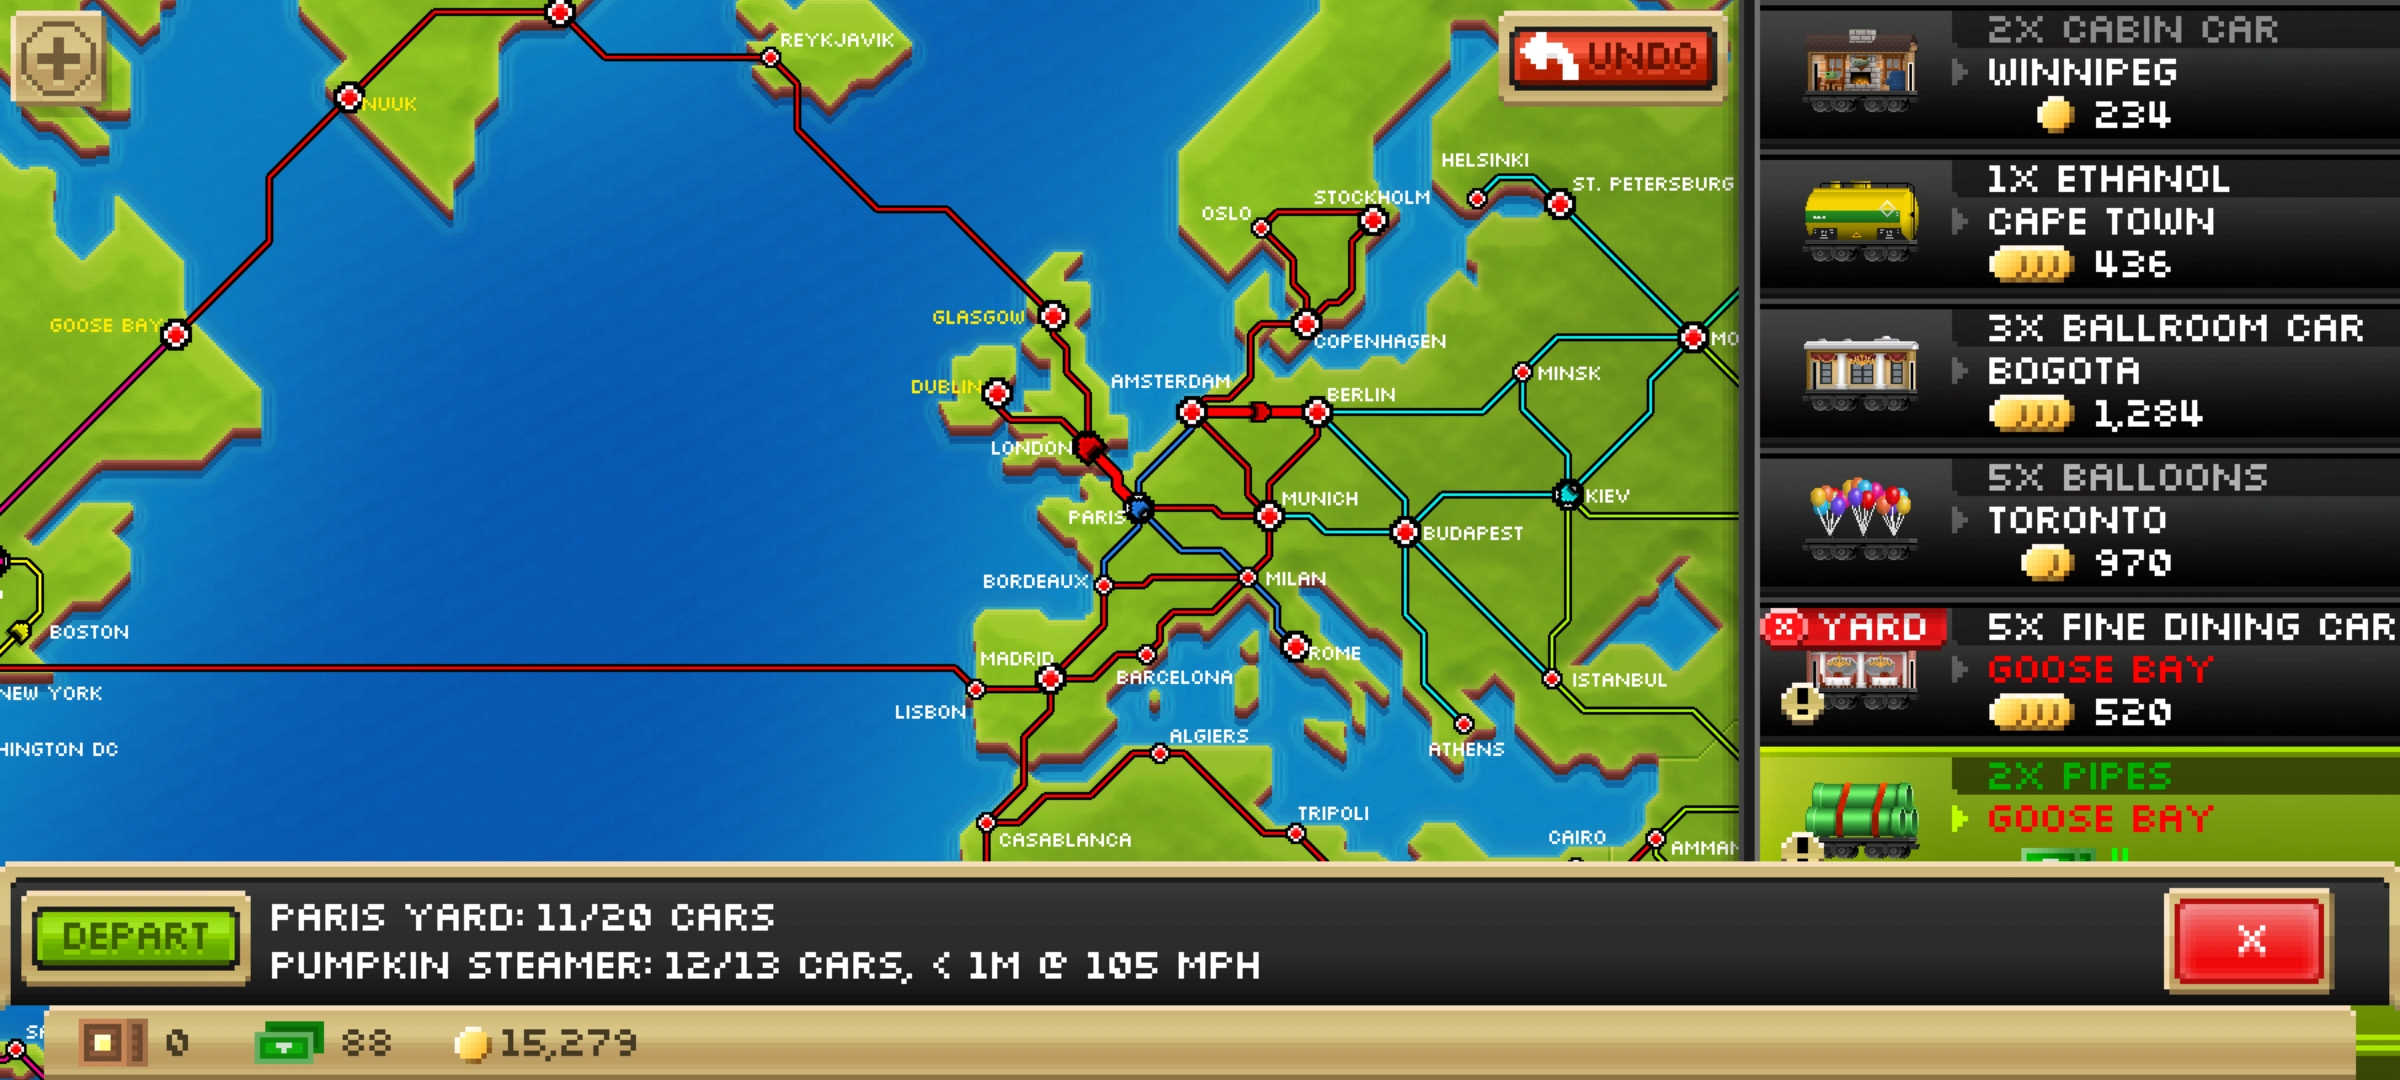 REYKJAVIK
UNDO
NUUK
HELSINKI
ST. PETERSBURG
STOCKHOLM
OSLO
GOOSE BAY
GLASGOW
COPENHAGEN
MINSK
AMSTERDAM
DUBLIN
BERLIN
LONDON
MUNICH
KIEV
PARIS
BUDAPEST
BORDEAUX
MILAN
BOSTON
MADRID
ROME
BARCELONA
ISTANBUL
NEW YORK
LISBON
ALGIERS
ATHENS
HINGTON DC
TRIPOLI
CASABLANCA
CAIRO
AMMAN
2X CABIN CAR
WINNIPEG
234
1X ETHANOL
CAPE TOWN
436
3X BALLROOM CAR
BOGOTA
1,284
5X BALLOONS
TORONTO
970
X YARD
5X FINE DINING CAR
GOOSE BAY
520
2X PIPES
GOOSE BAY
DEPART
PARIS YARD: 11/20 CARS
PUMPKIN STEAMER: 12/13 CARS, < 1M @ 105 MPH
X
0
88
15,279